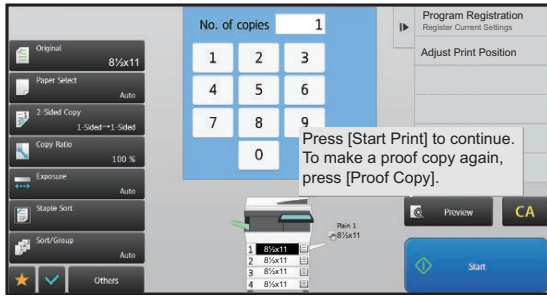 No. of copies 1
Program Registration
Register Current Settings
Adjust Print Position
Original
8½x11
Paper Select
Auto
2-Sided Copy
1-Sided→1-Sided
Copy Ratio
100 %
Exposure
Auto
Staple Sort
Sort/Group
Auto
Others
1 2 3
4 5 6
7 8 9
0
Press [Start Print] to continue.
To make a proof copy again,
press [Proof Copy].
Plain 1
8½x11
1 8½x11
2 8½x11
3 8½x11
4 8½x11
Preview
CA
Start